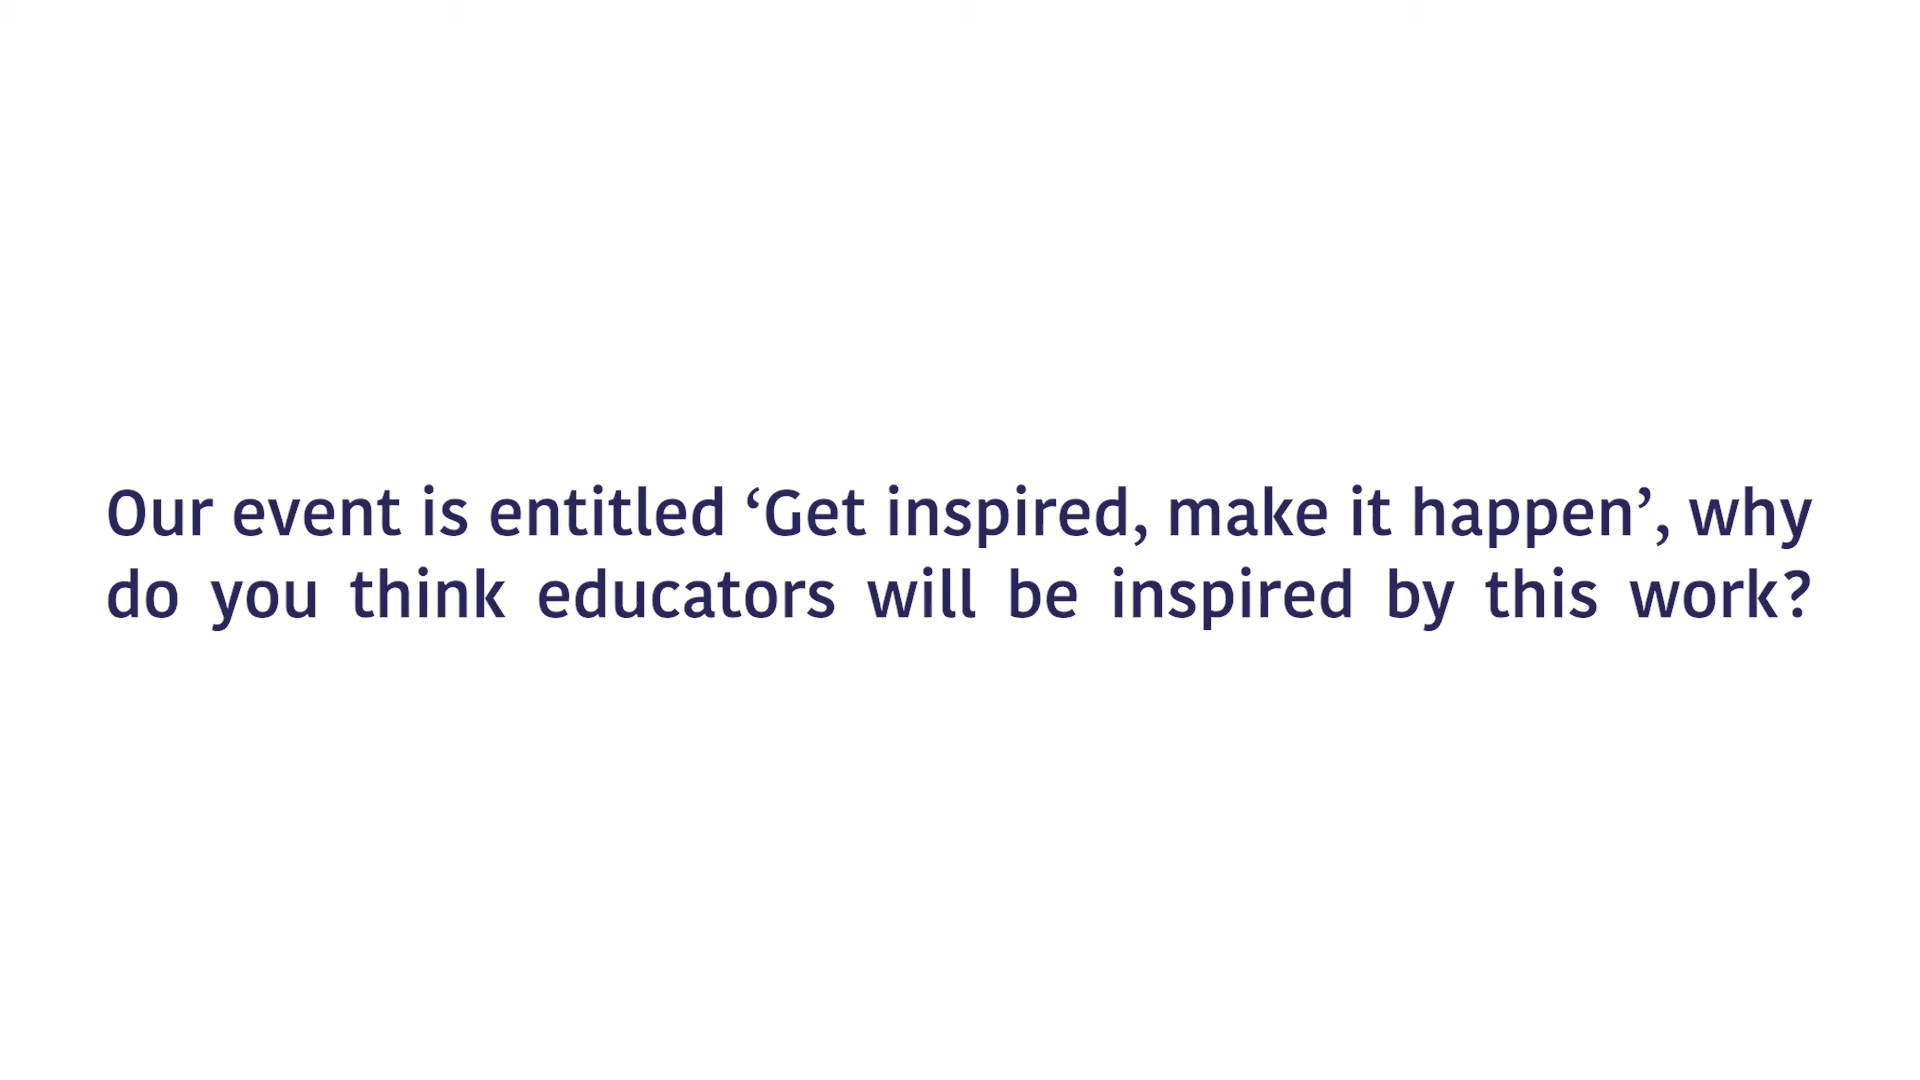 Our event is entitled ‘Get inspired, make it happen’, why
do you think educators will be inspired by this work?